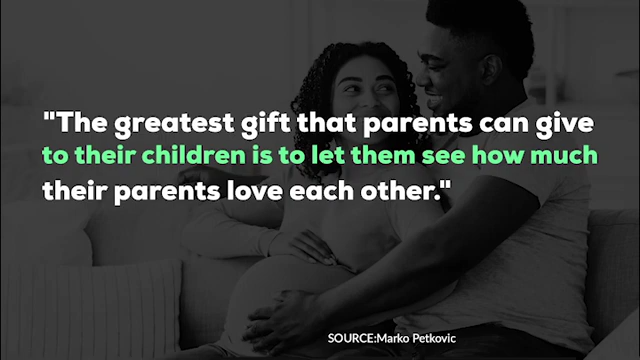 "The greatest gift that parents can give
to their children is to let them see how much
their parents love each other."
SOURCE:Marko Petkovic